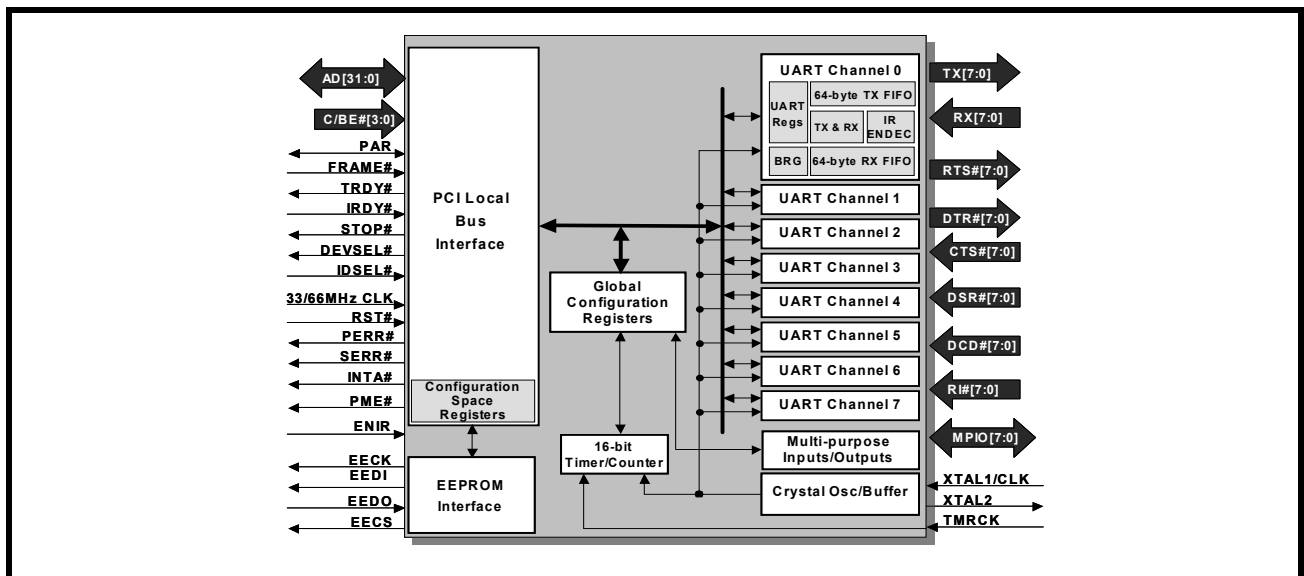 AD[31:0]
C/BE#[3:0]
PAR
FRAME#
TRDY#
IRDY#
STOP#
DEVSEL#
IDSEL#
33/66MHz CLK
RST#
PERR#
SERR#
INTA#
PME#
ENIR
EECK
EEDI
EEDO
EECS
PCI Local
Bus
Interface
Configuration
Space
Registers
EEPROM
Interface
Global
Configuration
Registers
16-bit
Timer/Counter
UART Channel 0
UART
Regs
64-byte TX FIFO
TX & RX
IR
ENDEC
BRG
64-byte RX FIFO
UART Channel 1
UART Channel 2
UART Channel 3
UART Channel 4
UART Channel 5
UART Channel 6
UART Channel 7
Multi-purpose
Inputs/Outputs
Crystal Osc/Buffer
TX[7:0]
RX[7:0]
RTS#[7:0]
DTR#[7:0]
CTS#[7:0]
DSR#[7:0]
DCD#[7:0]
RI#[7:0]
MPIO[7:0]
XTAL1/CLK
XTAL2
TMRCK